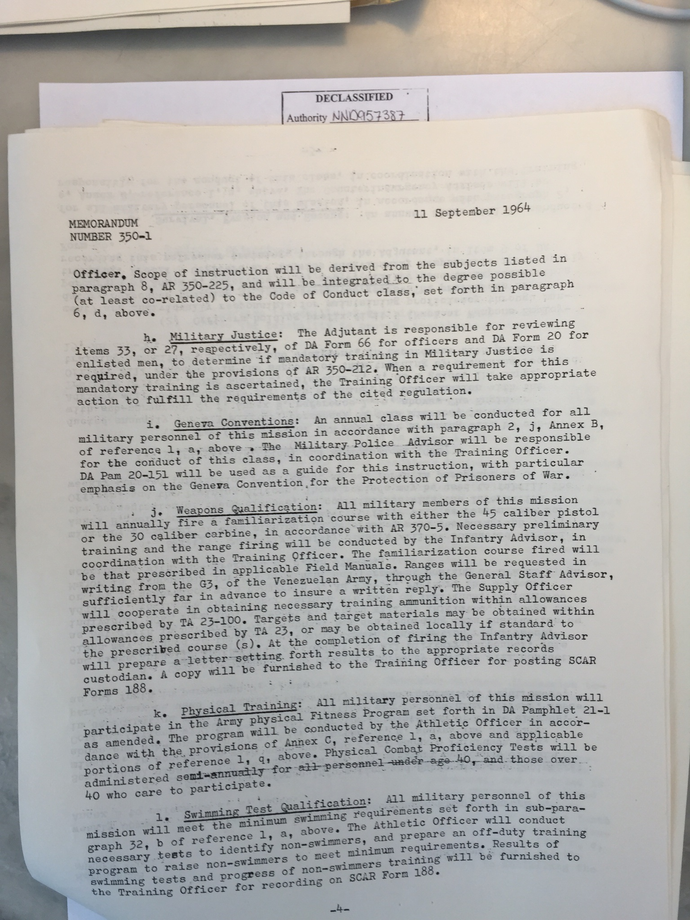 DECLASSIFIED
Authority NND957387
11 September 1964
MEMORANDUM
NUMBER 350-1
Officer. Scope of instruction will be derived from the subjects listed in
paragraph 8, AR 350-225, and will be integrated to the degree possible
(at least co-related) to the Code of Conduct class, set forth in paragraph
6, d, above.
h. Military Justice: The Adjutant is responsible for reviewing
items 33, or 27, respectively, of DA Form 66 for officers and DA Form 20 for
enlisted men, to determine if mandatory training in Military Justice is
required, under the provisions of AR 350-212. When a requirement for this
mandatory training is ascertained, the Training Officer will take appropriate
action to fulfill the requirements of the cited regulation.
i. Geneva Conventions: An annual class will be conducted for all
military personnel of this mission in accordance with paragraph 2, j, Annex B,
of reference 1, a, above . The Military Police Advisor will be responsible
for the conduct of this class, in coordination with the Training Officer.
DA Pam 20-151 will be used as a guide for this instruction, with particular
emphasis on the Geneva Convention for the Protection of Prisoners of War.
j. Weapons Qualification: All military members of this mission
will annually fire a familiarization course with either the 45 caliber pistol
or the 30 caliber carbine, in accordance with AR 370-5. Necessary preliminary
training and the range firing will be conducted by the Infantry Advisor, in
coordination with the Training Officer. The familiarization course fired will
be that prescribed in applicable Field Manuals. Ranges will be requested in
writing from the G3, of the Venezuelan Army, through the General Staff Advisor,
sufficiently far in advance to insure a written reply. The Supply Officer
will cooperate in obtaining necessary training ammunition within allowances
prescribed by TA 23-100. Targets and target materials may be obtained within
allowances prescribed by TA 23, or may be obtained locally if standard to
the prescribed course (s). At the completion of firing the Infantry Advisor
will prepare a letter setting forth results to the appropriate records
custodian. A copy will be furnished to the Training Officer for posting SCAR
Forms 188.
k. Physical Training: All military personnel of this mission will
participate in the Army physical Fitness Program set forth in DA Pamphlet 21-1
as amended. The program will be conducted by the Athletic Officer in accor-
dance with the provisions of Annex C, reference 1, a, above and applicable
portions of reference 1, q, above. Physical Combat Proficiency Tests will be
administered semi-annually for all personnel under age 40, and those over
40 who care to participate.
l. Swimming Test Qualification: All military personnel of this
mission will meet the minimum swimming requirements set forth in sub-para-
graph 32, b of reference 1, a, above. The Athletic Officer will conduct
necessary tests to identify non-swimmers, and prepare an off-duty training
program to raise non-swimmers to meet minimum requirements. Results of
swimming tests and progress of non-swimmers training will be furnished to
the Training Officer for recording on SCAR Form 188.
-4-